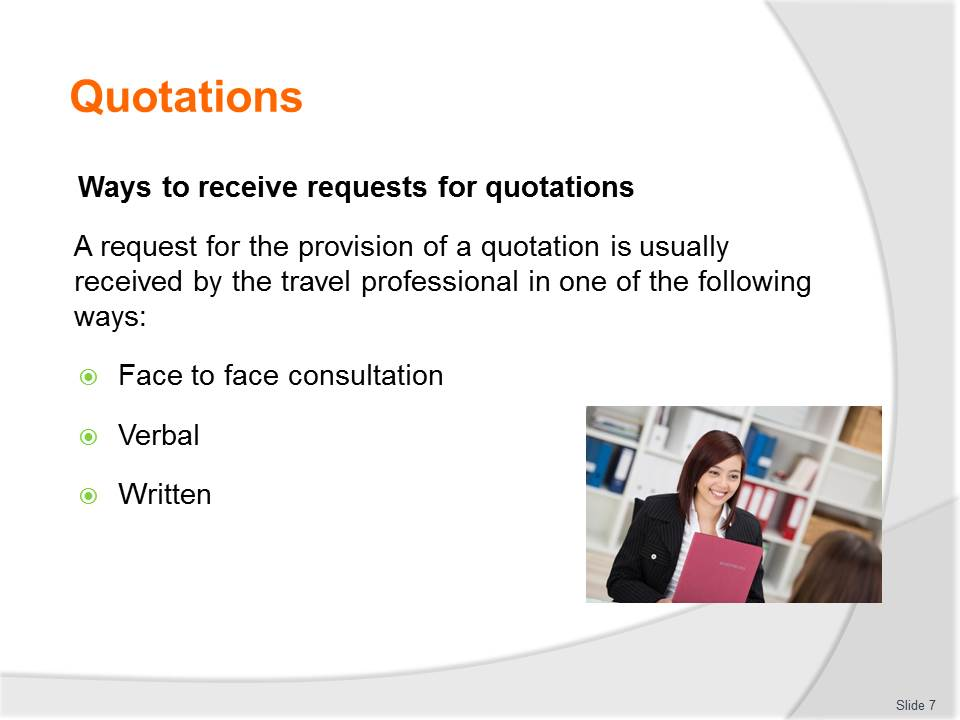 Quotations
Ways to receive requests for quotations
A request for the provision of a quotation is usually
received by the travel professional in one of the following
ways:
Face to face consultation
Verbal
Written
Slide 7